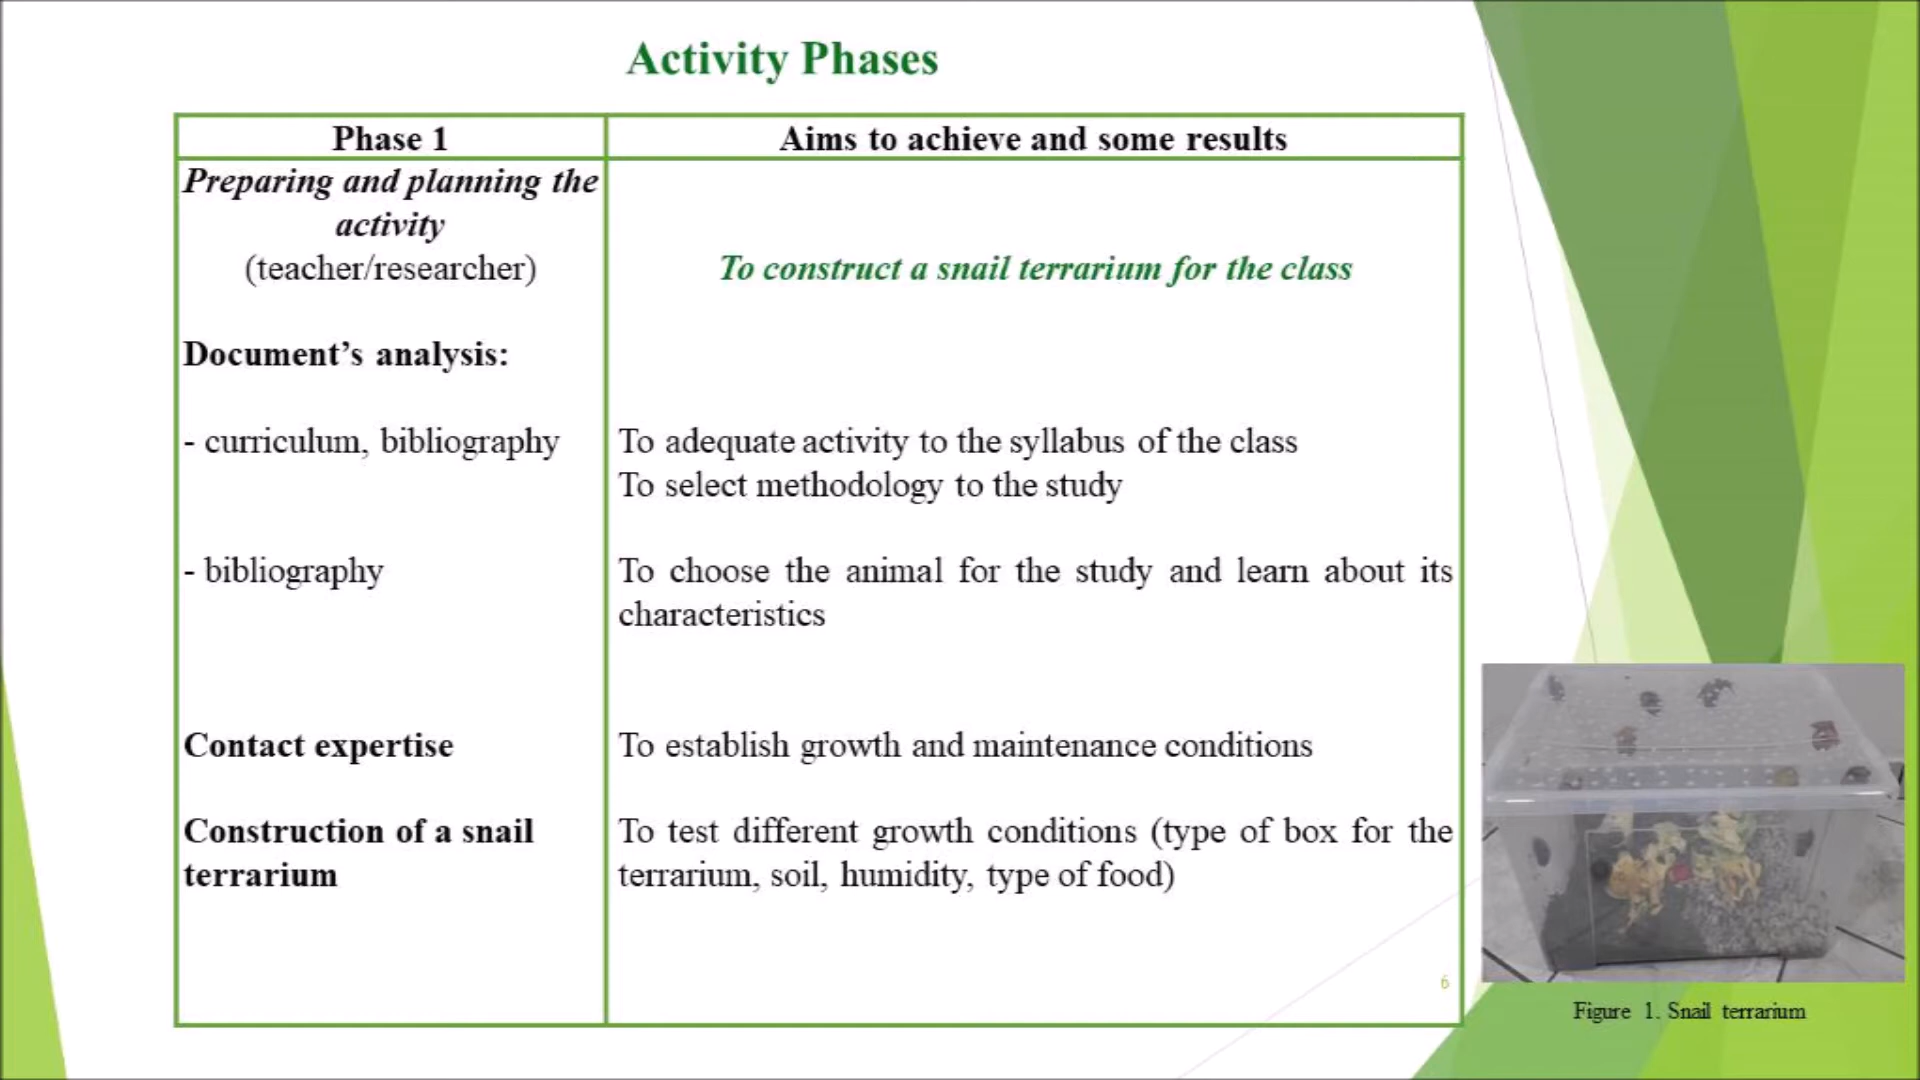 Activity Phases
Phase 1
Aims to achieve and some results
Preparing and planning the
activity
(teacher/researcher)
To construct a snail terrarium for the class
Document’s analysis:
- curriculum, bibliography
To adequate activity to the syllabus of the class
To select methodology to the study
- bibliography
To choose the animal for the study and learn about its
characteristics
Contact expertise
To establish growth and maintenance conditions
Construction of a snail
terrarium
To test different growth conditions (type of box for the
terrarium, soil, humidity, type of food)
6
Figure 1. Snail terrarium